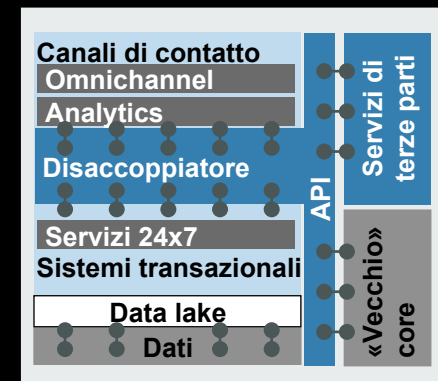 Canali di contatto
Omnichannel
Analytics
Disaccoppiatore
Servizi 24x7
Sistemi transazionali
Data lake
Dati
API
Servizi di
terze parti
«Vecchio»
core